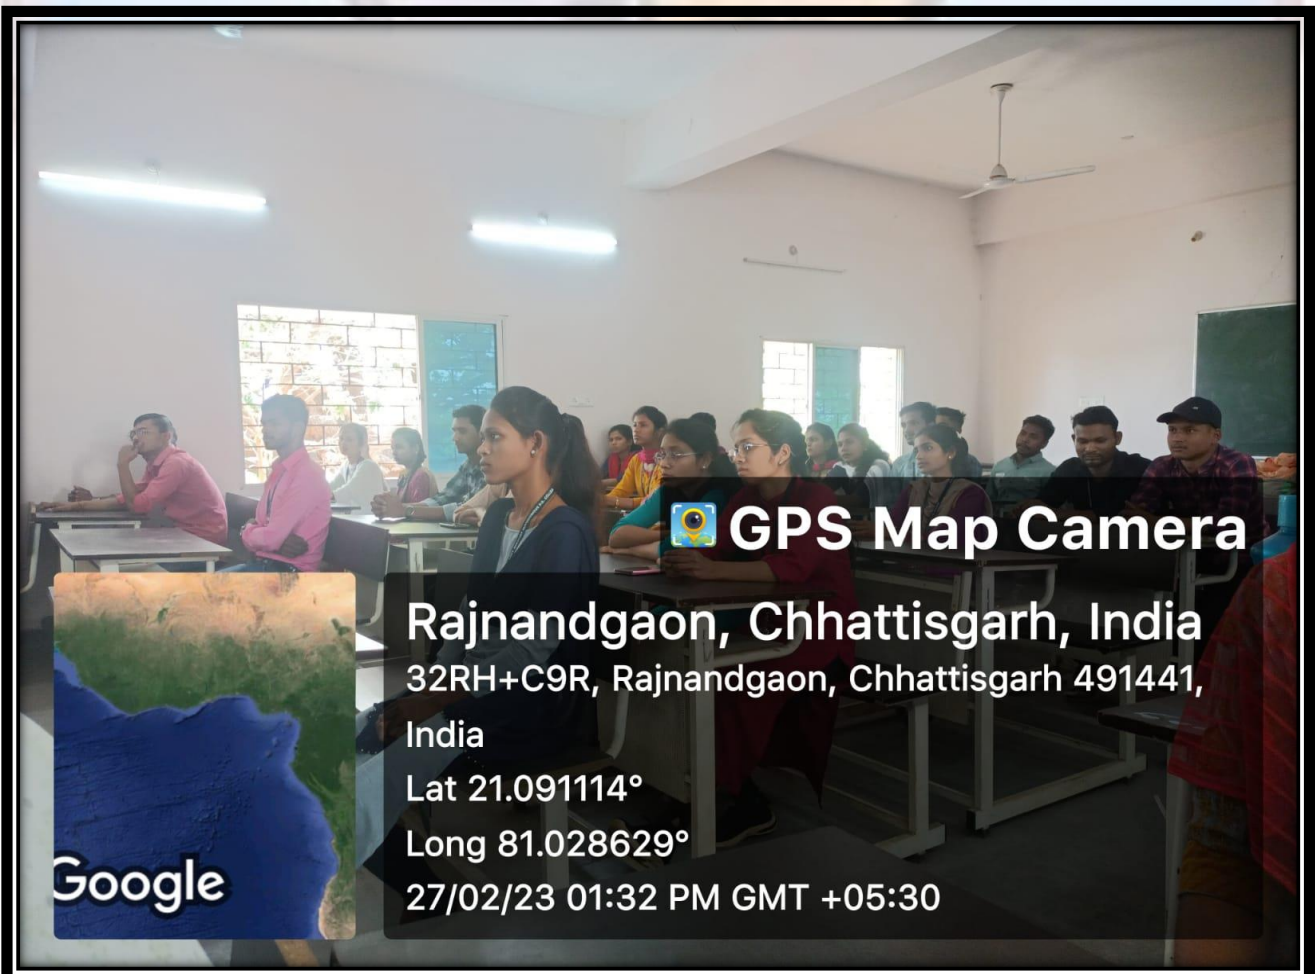 GPS Map Camera
Rajnandgaon, Chhattisgarh, India
32RH+C9R, Rajnandgaon, Chhattisgarh 491441,
India
Lat 21.091114°
Long 81.028629°
27/02/23 01:32 PM GMT +05:30
Google